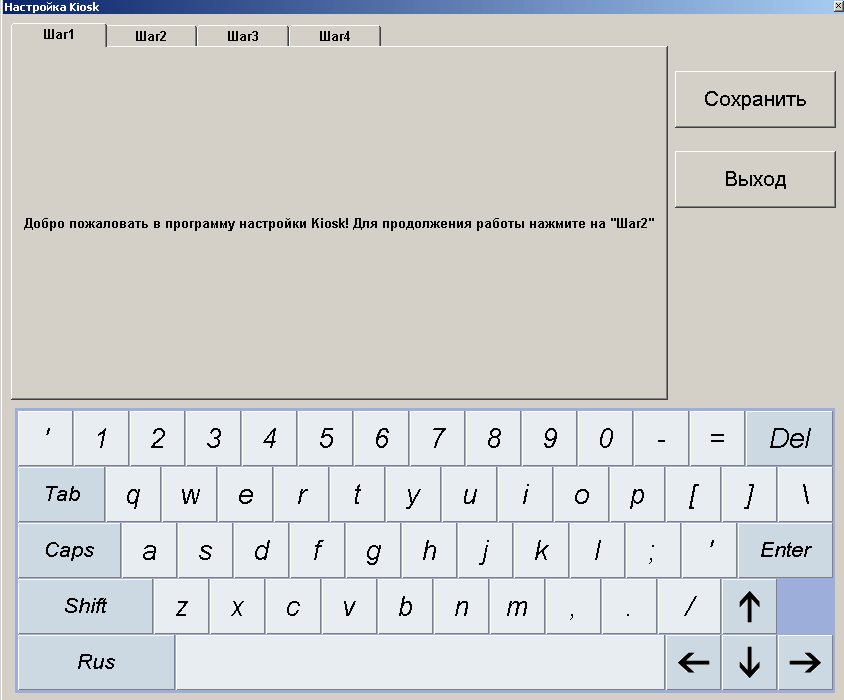 Настройка Kiosk
Шаг1 Шаг2 Шаг3 Шаг4
Сохранить
Выход
Добро пожаловать в программу настройки Kiosk! Для продолжения работы нажмите на "Шаг2"
' 1 2 3 4 5 6 7 8 9 0 - = Del
Tab q w e r t y u i o p [ ] \
Caps a s d f g h j k l ; ' Enter
Shift z x c v b n m , . / ↑
Rus ← ↓ →